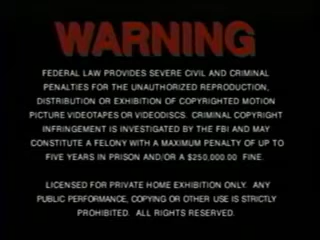 WARNING
FEDERAL LAW PROVIDES SEVERE CIVIL AND CRIMINAL
PENALTIES FOR THE UNAUTHORIZED REPRODUCTION,
DISTRIBUTION OR EXHIBITION OF COPYRIGHTED MOTION
PICTURE VIDEOTAPES OR VIDEODISCS. CRIMINAL COPYRIGHT
INFRINGEMENT IS INVESTIGATED BY THE FBI AND MAY
CONSTITUTE A FELONY WITH A MAXIMUM PENALTY OF UP TO
FIVE YEARS IN PRISON AND/OR A $250,000.00 FINE.
LICENSED FOR PRIVATE HOME EXHIBITION ONLY. ANY
PUBLIC PERFORMANCE, COPYING OR OTHER USE IS STRICTLY
PROHIBITED. ALL RIGHTS RESERVED.